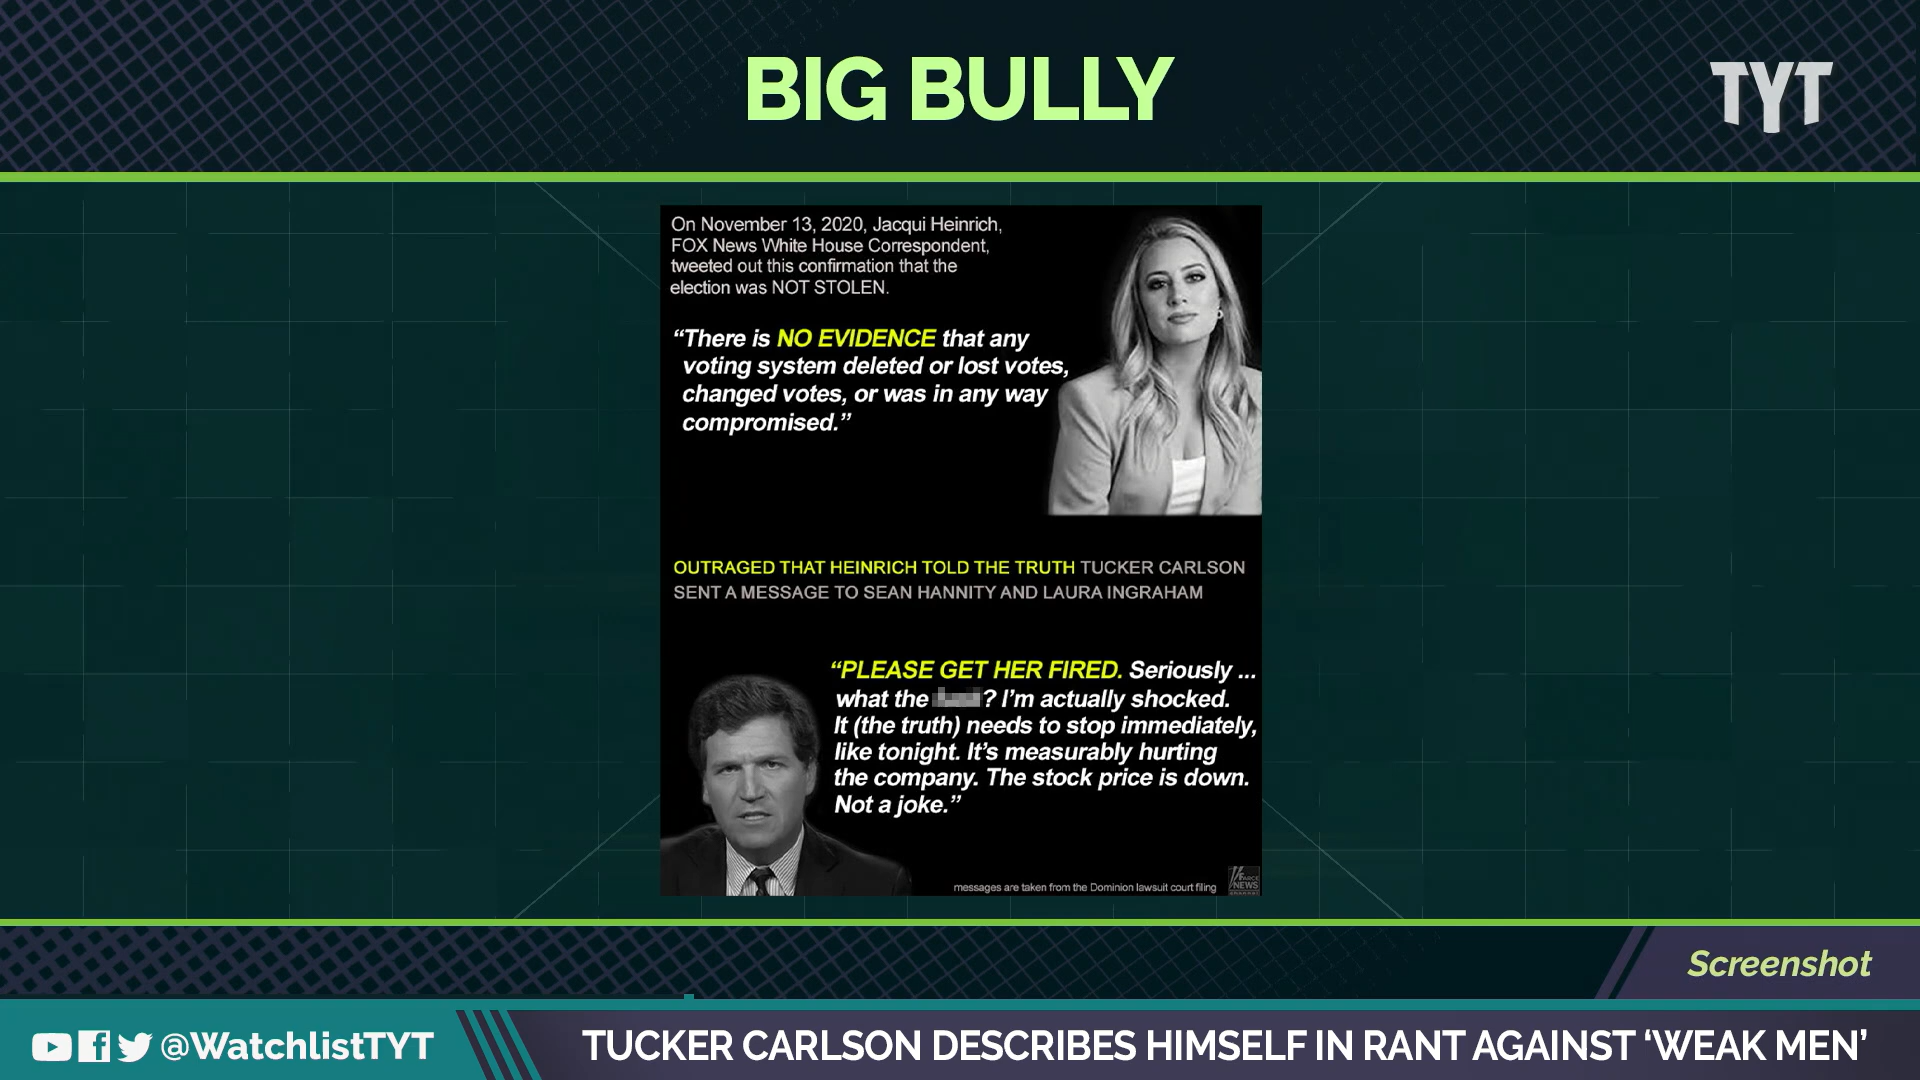 BIG BULLY
TYT
On November 13, 2020, Jacqui Heinrich,
FOX News White House Correspondent,
tweeted out this confirmation that the
election was NOT STOLEN.
“There is NO EVIDENCE that any
voting system deleted or lost votes,
changed votes, or was in any way
compromised.”
OUTRAGED THAT HEINRICH TOLD THE TRUTH TUCKER CARLSON
SENT A MESSAGE TO SEAN HANNITY AND LAURA INGRAHAM
“PLEASE GET HER FIRED. Seriously ...
what the ? I’m actually shocked.
It (the truth) needs to stop immediately,
like tonight. It’s measurably hurting
the company. The stock price is down.
Not a joke.”
messages are taken from the Dominion lawsuit court filing
FARCE
NEWS
Screenshot
@WatchlistTYT
TUCKER CARLSON DESCRIBES HIMSELF IN RANT AGAINST ‘WEAK MEN’